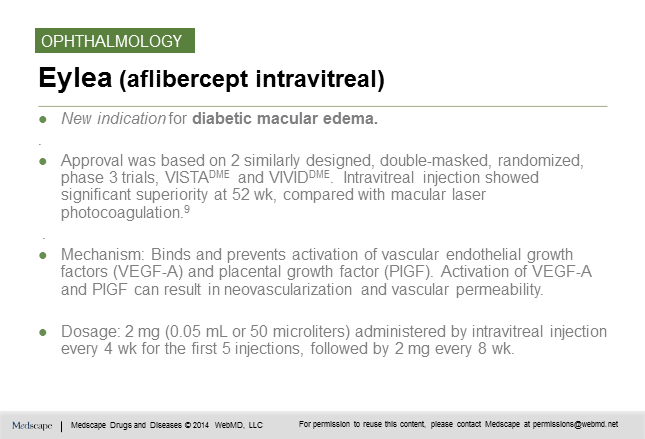 OPHTHALMOLOGY
Eylea (aflibercept intravitreal)
● New indication for diabetic macular edema.
.
● Approval was based on 2 similarly designed, double-masked, randomized,
phase 3 trials, VISTADME and VIVIDDME. Intravitreal injection showed
significant superiority at 52 wk, compared with macular laser
photocoagulation.9
.
● Mechanism: Binds and prevents activation of vascular endothelial growth
factors (VEGF-A) and placental growth factor (PlGF). Activation of VEGF-A
and PlGF can result in neovascularization and vascular permeability.
● Dosage: 2 mg (0.05 mL or 50 microliters) administered by intravitreal injection
every 4 wk for the first 5 injections, followed by 2 mg every 8 wk.
Medscape | Medscape Drugs and Diseases © 2014 WebMD, LLC For permission to reuse this content, please contact Medscape at permissions@webmd.net